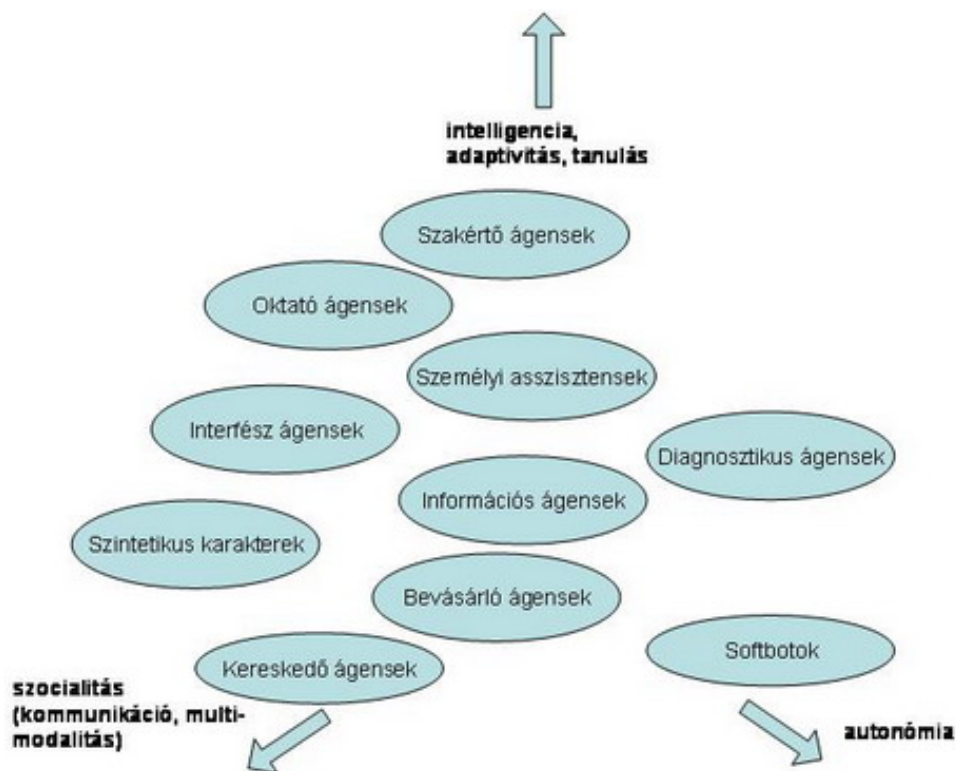 intelligencia,
adaptivitás, tanulás
Szakértő ágensek
Oktató ágensek
Személyi asszisztensek
Interfész ágensek
Diagnosztikus ágensek
Információs ágensek
Szintetikus karakterek
Bevásárló ágensek
Softbotok
Kereskedő ágensek
szocialitás
(kommunikáció, multi-
modalitás)
autonómia